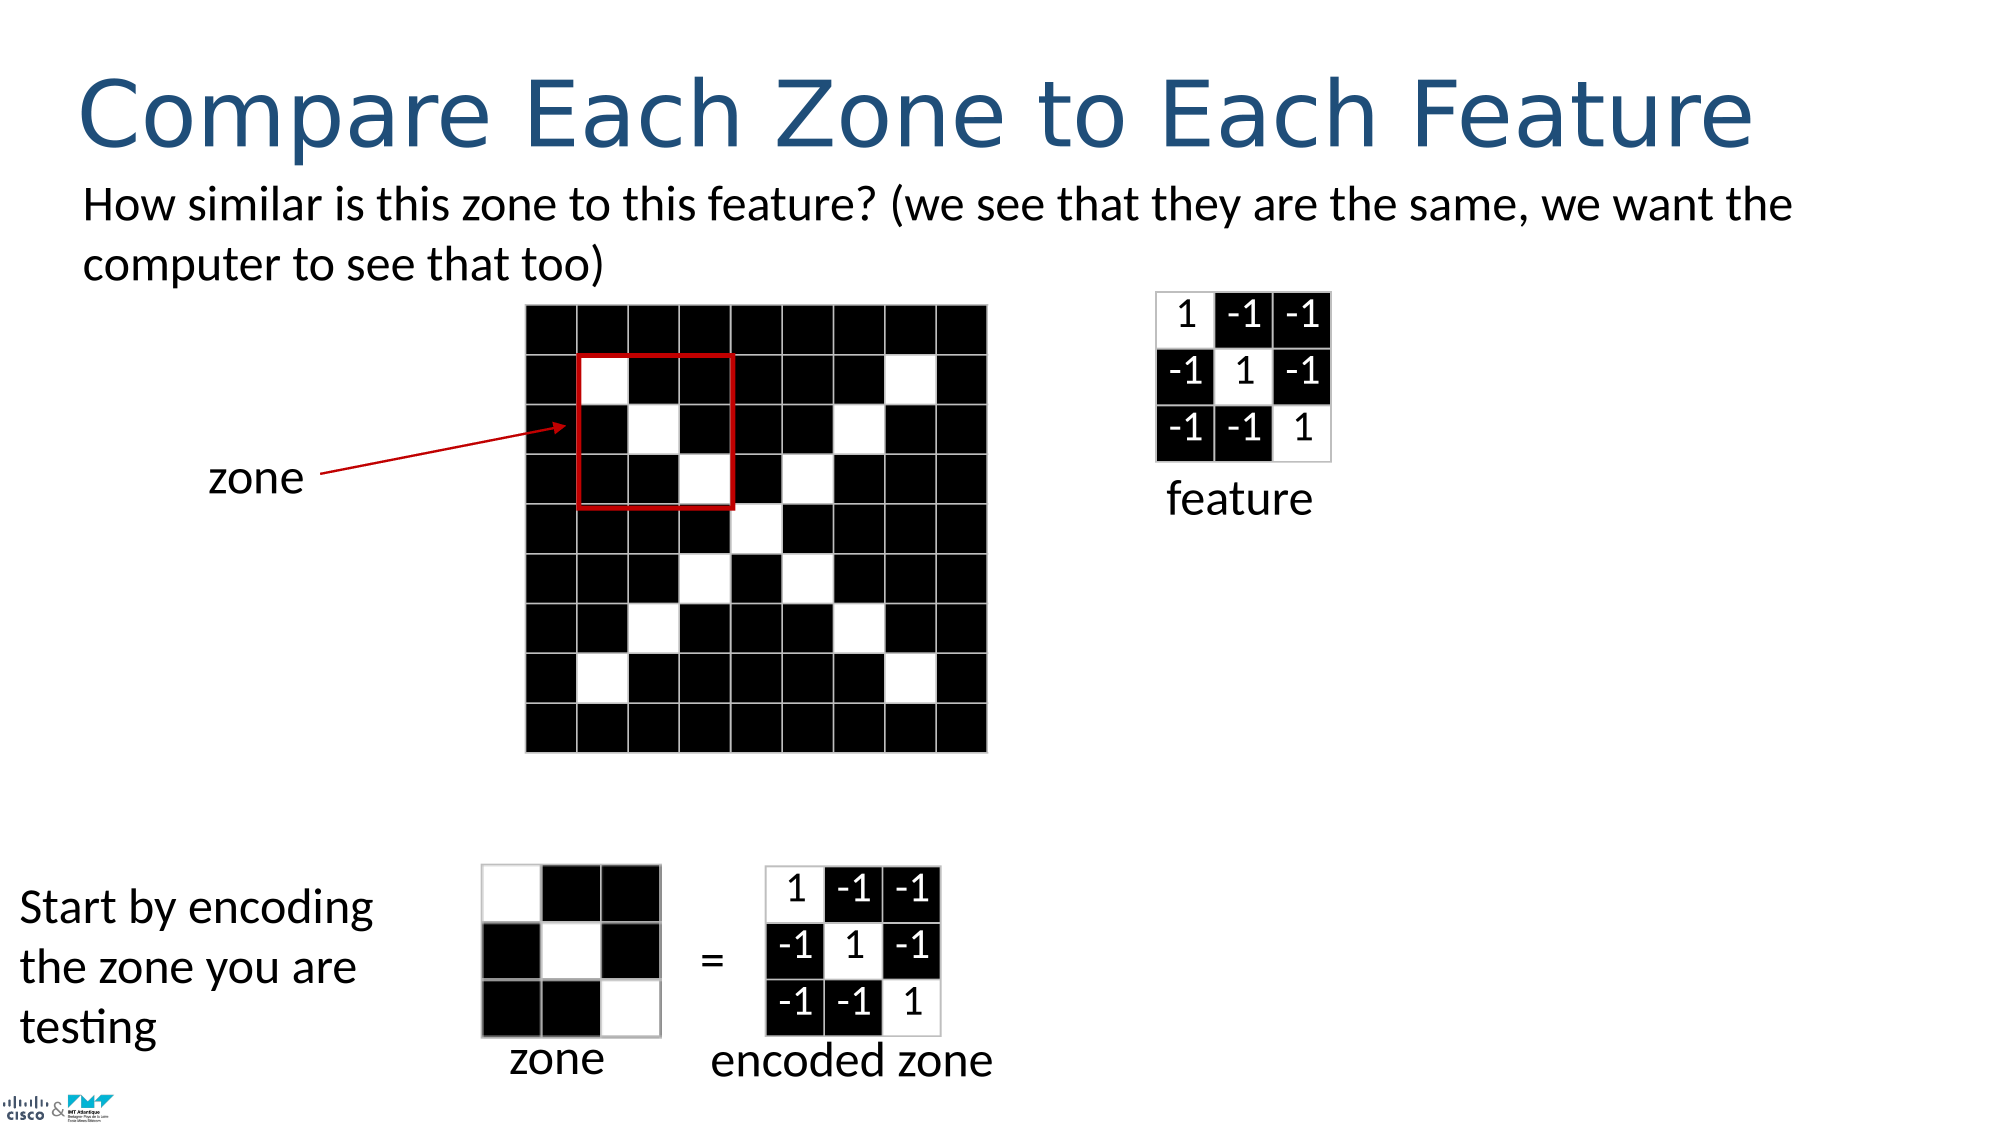 Compare Each Zone to Each Feature
How similar is this zone to this feature? (we see that they are the same, we want the
computer to see that too)
1 -1 -1
-1 1 -1
-1 -1 1
feature
zone
Start by encoding
the zone you are
testing
zone
=
1 -1 -1
-1 1 -1
-1 -1 1
encoded zone
CISCO & IMT Atlantique